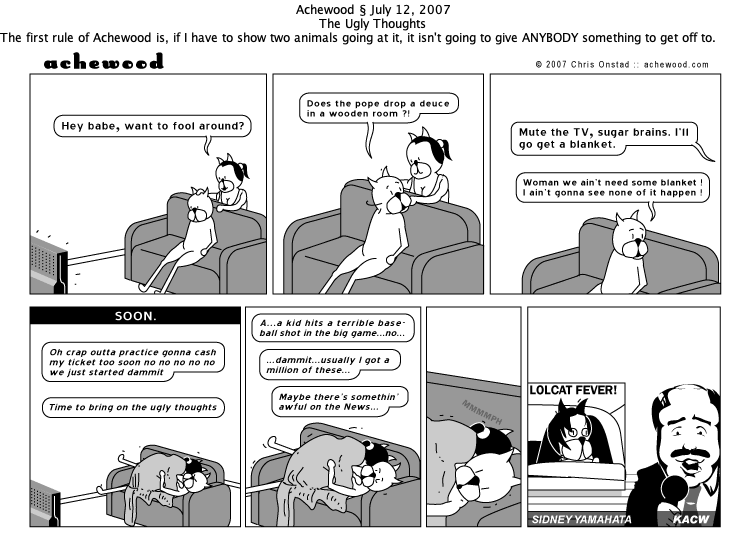 Achewood § July 12, 2007
The Ugly Thoughts
The first rule of Achewood is, if I have to show two animals going at it, it isn't going to give ANYBODY something to get off to.
achewood
© 2007 Chris Onstad :: achewood.com
Hey babe, want to fool around?
Does the pope drop a deuce
in a wooden room ?!
Mute the TV, sugar brains. I'll
go get a blanket.
Woman we ain't need some blanket !
I ain't gonna see none of it happen !
SOON.
Oh crap outta practice gonna cash
my ticket too soon no no no no no
we just started dammit
Time to bring on the ugly thoughts
A...a kid hits a terrible base-
ball shot in the big game...no...
...dammit...usually I got a
million of these...
Maybe there's somethin'
awful on the News...
MMMMPH
LOLCAT FEVER!
SIDNEY YAMAHATA
KACW